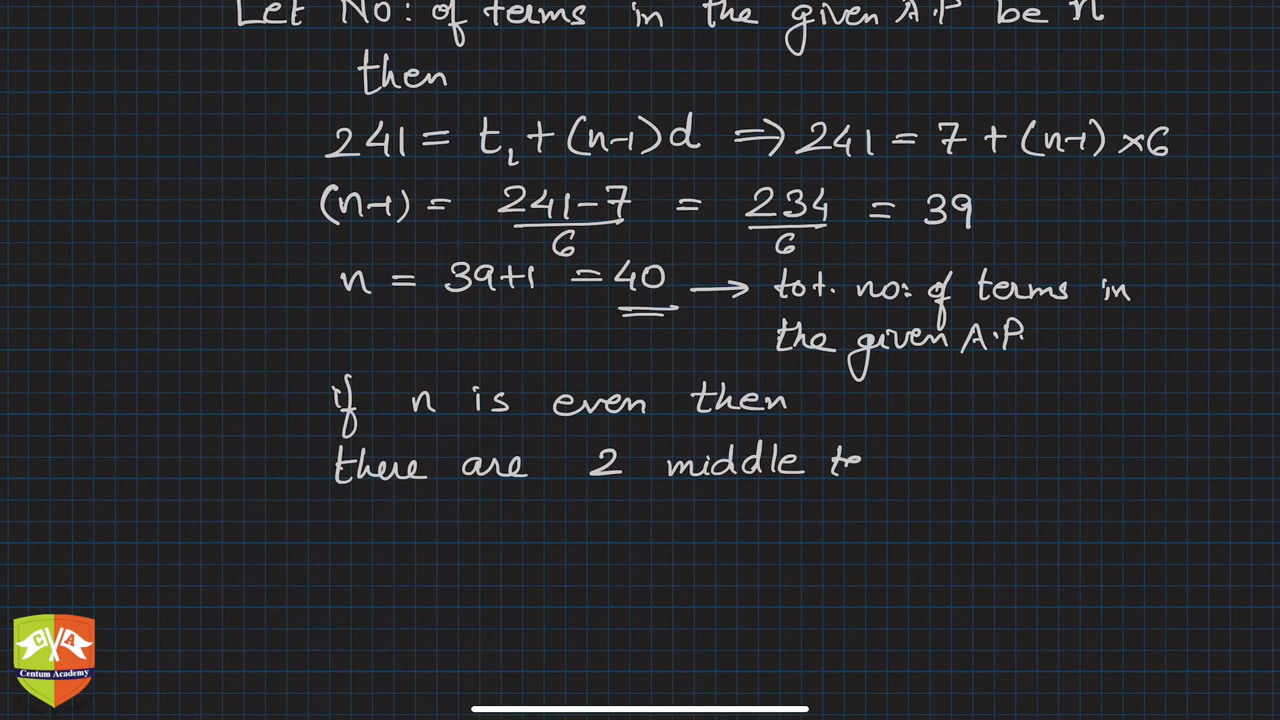 Let No: of terms in the given A.P be n
then
241 = t₁ + (n-1)d ⟹ 241 = 7 + (n-1) ×6
(n-1) = 241-7/6 = 234/6 = 39
n = 39+1 = 40 → tot. no: of terms in
the given A.P.
if n is even then
there are 2 middle te
C A
Centum Academy